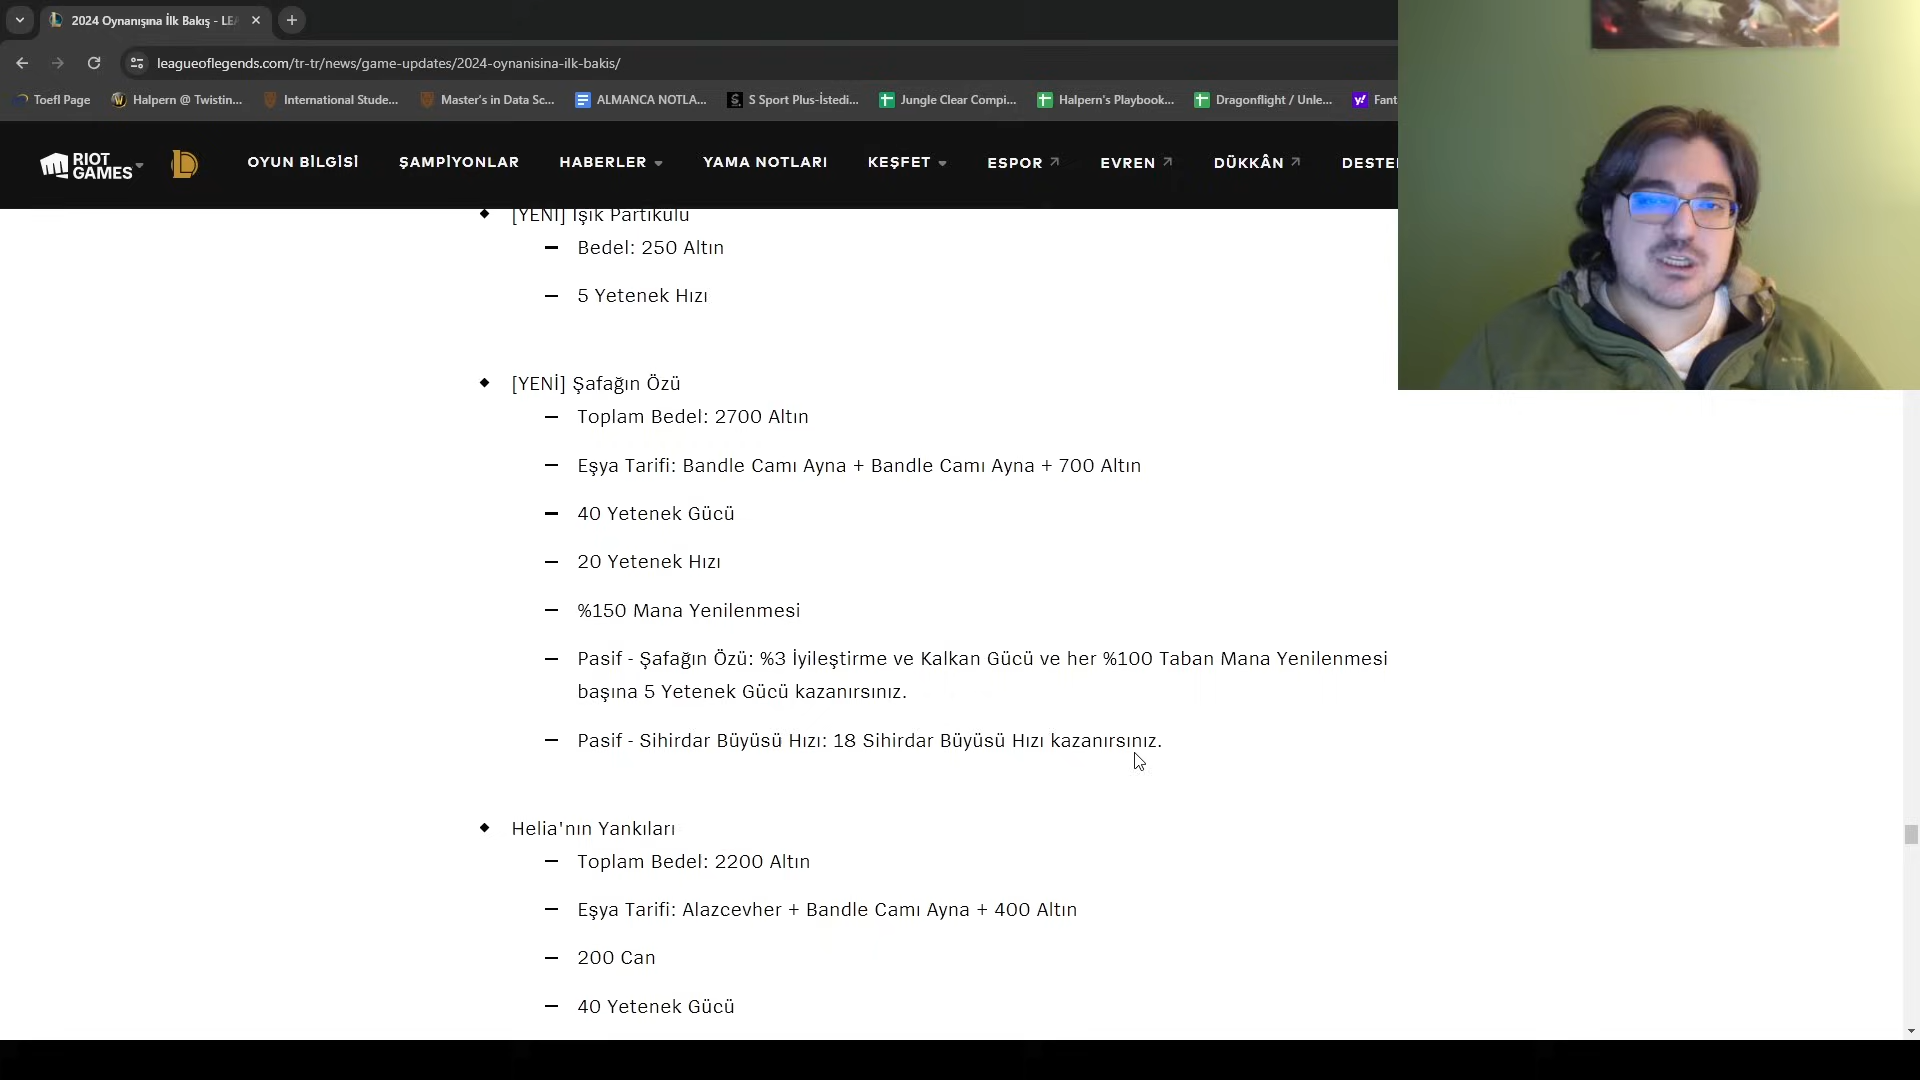 2024 Oynanışına İlk Bakış - LEA
leagueoflegends.com/tr-tr/news/game-updates/2024-oynanisina-ilk-bakis/
Toefl Page
Halpern @ Twistin...
International Stude...
Master's in Data Sc...
ALMANCA NOTLA...
S Sport Plus-İstedi...
Jungle Clear Compi...
Halpern's Playbook...
Dragonflight / Unle...
Fant
RIOT
GAMES
OYUN BİLGİSİ
ŞAMPİYONLAR
HABERLER
YAMA NOTLARI
KEŞFET
ESPOR
EVREN
DÜKKÂN
DESTE
[YENİ] Işık Partikülü
Bedel: 250 Altın
5 Yetenek Hızı
[YENİ] Şafağın Özü
Toplam Bedel: 2700 Altın
Eşya Tarifi: Bandle Camı Ayna + Bandle Camı Ayna + 700 Altın
40 Yetenek Gücü
20 Yetenek Hızı
%150 Mana Yenilenmesi
Pasif - Şafağın Özü: %3 İyileştirme ve Kalkan Gücü ve her %100 Taban Mana Yenilenmesi
başına 5 Yetenek Gücü kazanırsınız.
Pasif - Sihirdar Büyüsü Hızı: 18 Sihirdar Büyüsü Hızı kazanırsınız.
Helia'nın Yankıları
Toplam Bedel: 2200 Altın
Eşya Tarifi: Alazcevher + Bandle Camı Ayna + 400 Altın
200 Can
40 Yetenek Gücü